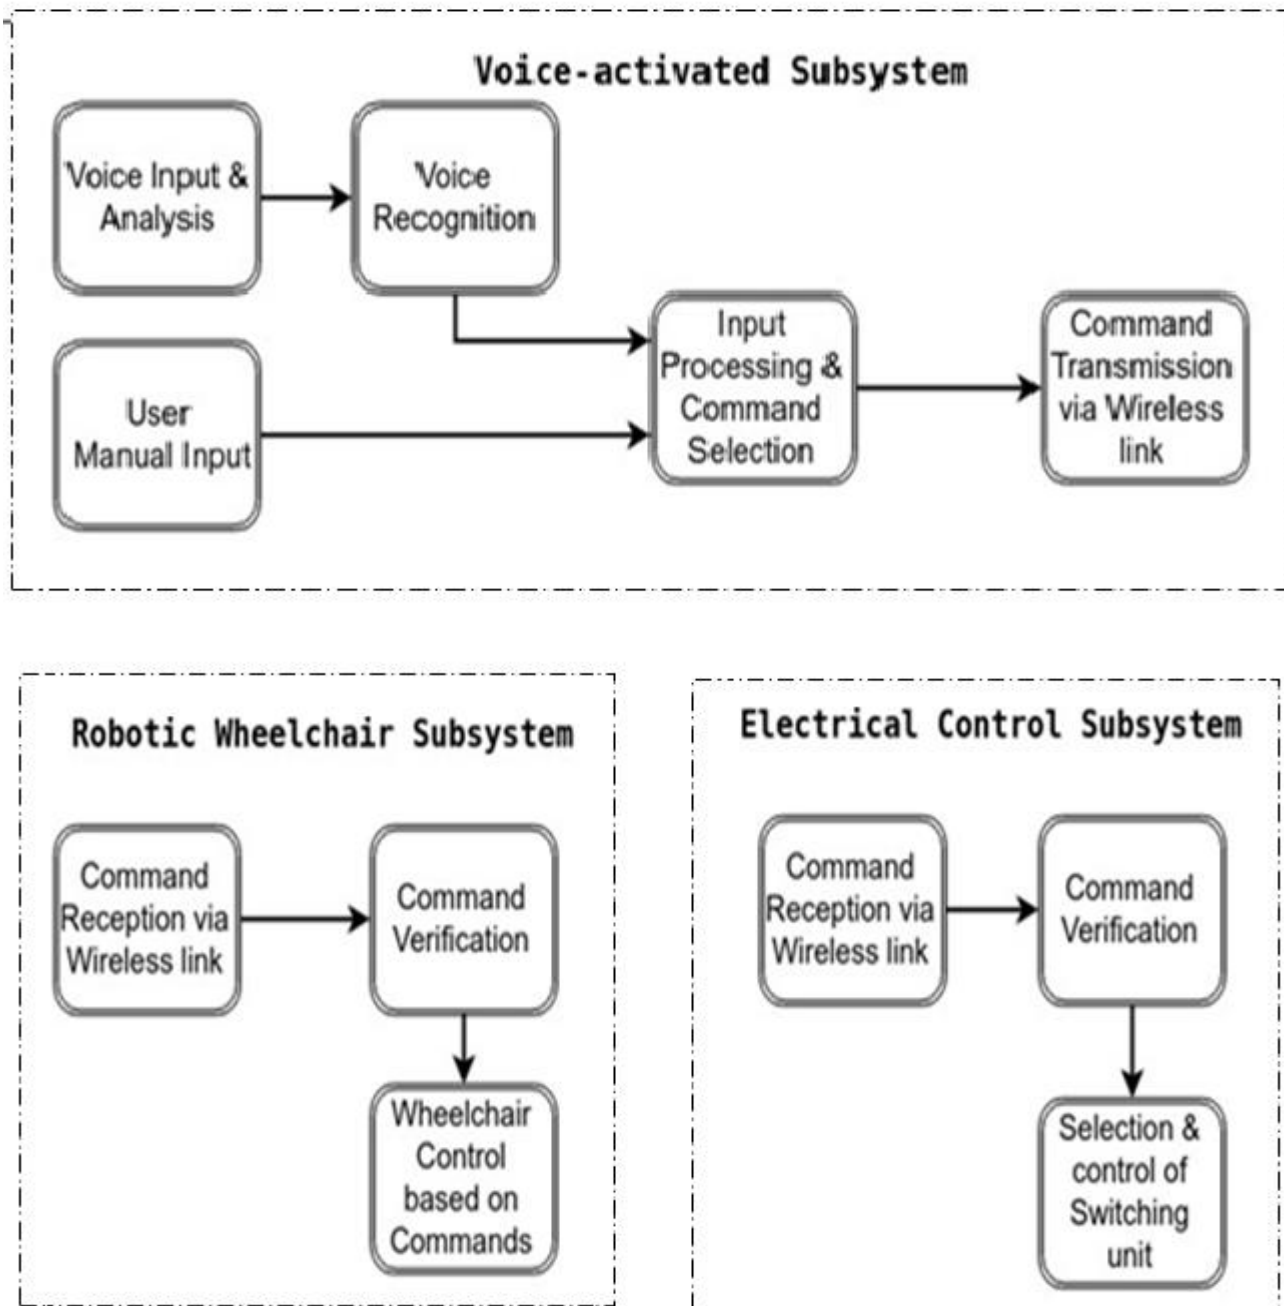 Voice-activated Subsystem
Voice Input &
Analysis
Voice
Recognition
User
Manual Input
Input
Processing &
Command
Selection
Command
Transmission
via Wireless
link
Robotic Wheelchair Subsystem
Command
Reception via
Wireless link
Command
Verification
Wheelchair
Control
based on
Commands
Electrical Control Subsystem
Command
Reception via
Wireless link
Command
Verification
Selection &
control of
Switching
unit